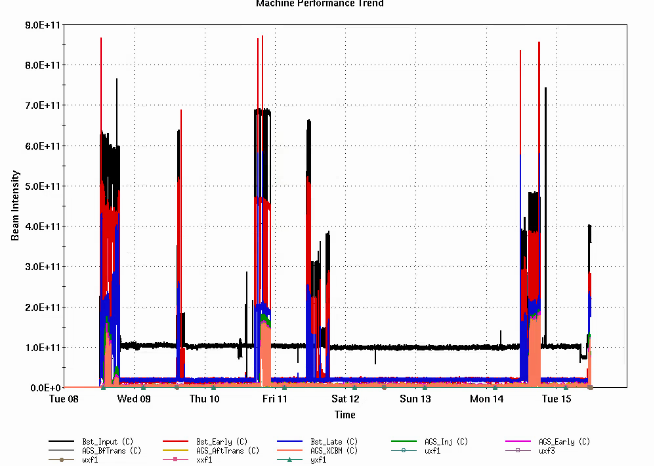 Machine Performance Trend
9.0E+11
8.0E+11
7.0E+11
6.0E+11
5.0E+11
4.0E+11
3.0E+11
2.0E+11
1.0E+11
0.0E+0
Beam Intensity
Tue 08 Wed 09 Thu 10 Fri 11 Sat 12 Sun 13 Mon 14 Tue 15
Time
Bst_Input (C) Bst_Early (C) Bst_Late (C) AGS_Inj (C) AGS_Early (C)
AGS_BfTrans (C) AGS_AftTrans (C) AGS_XCBM (C) uxf1 uxf3
wxf1 xxf1 yxf1